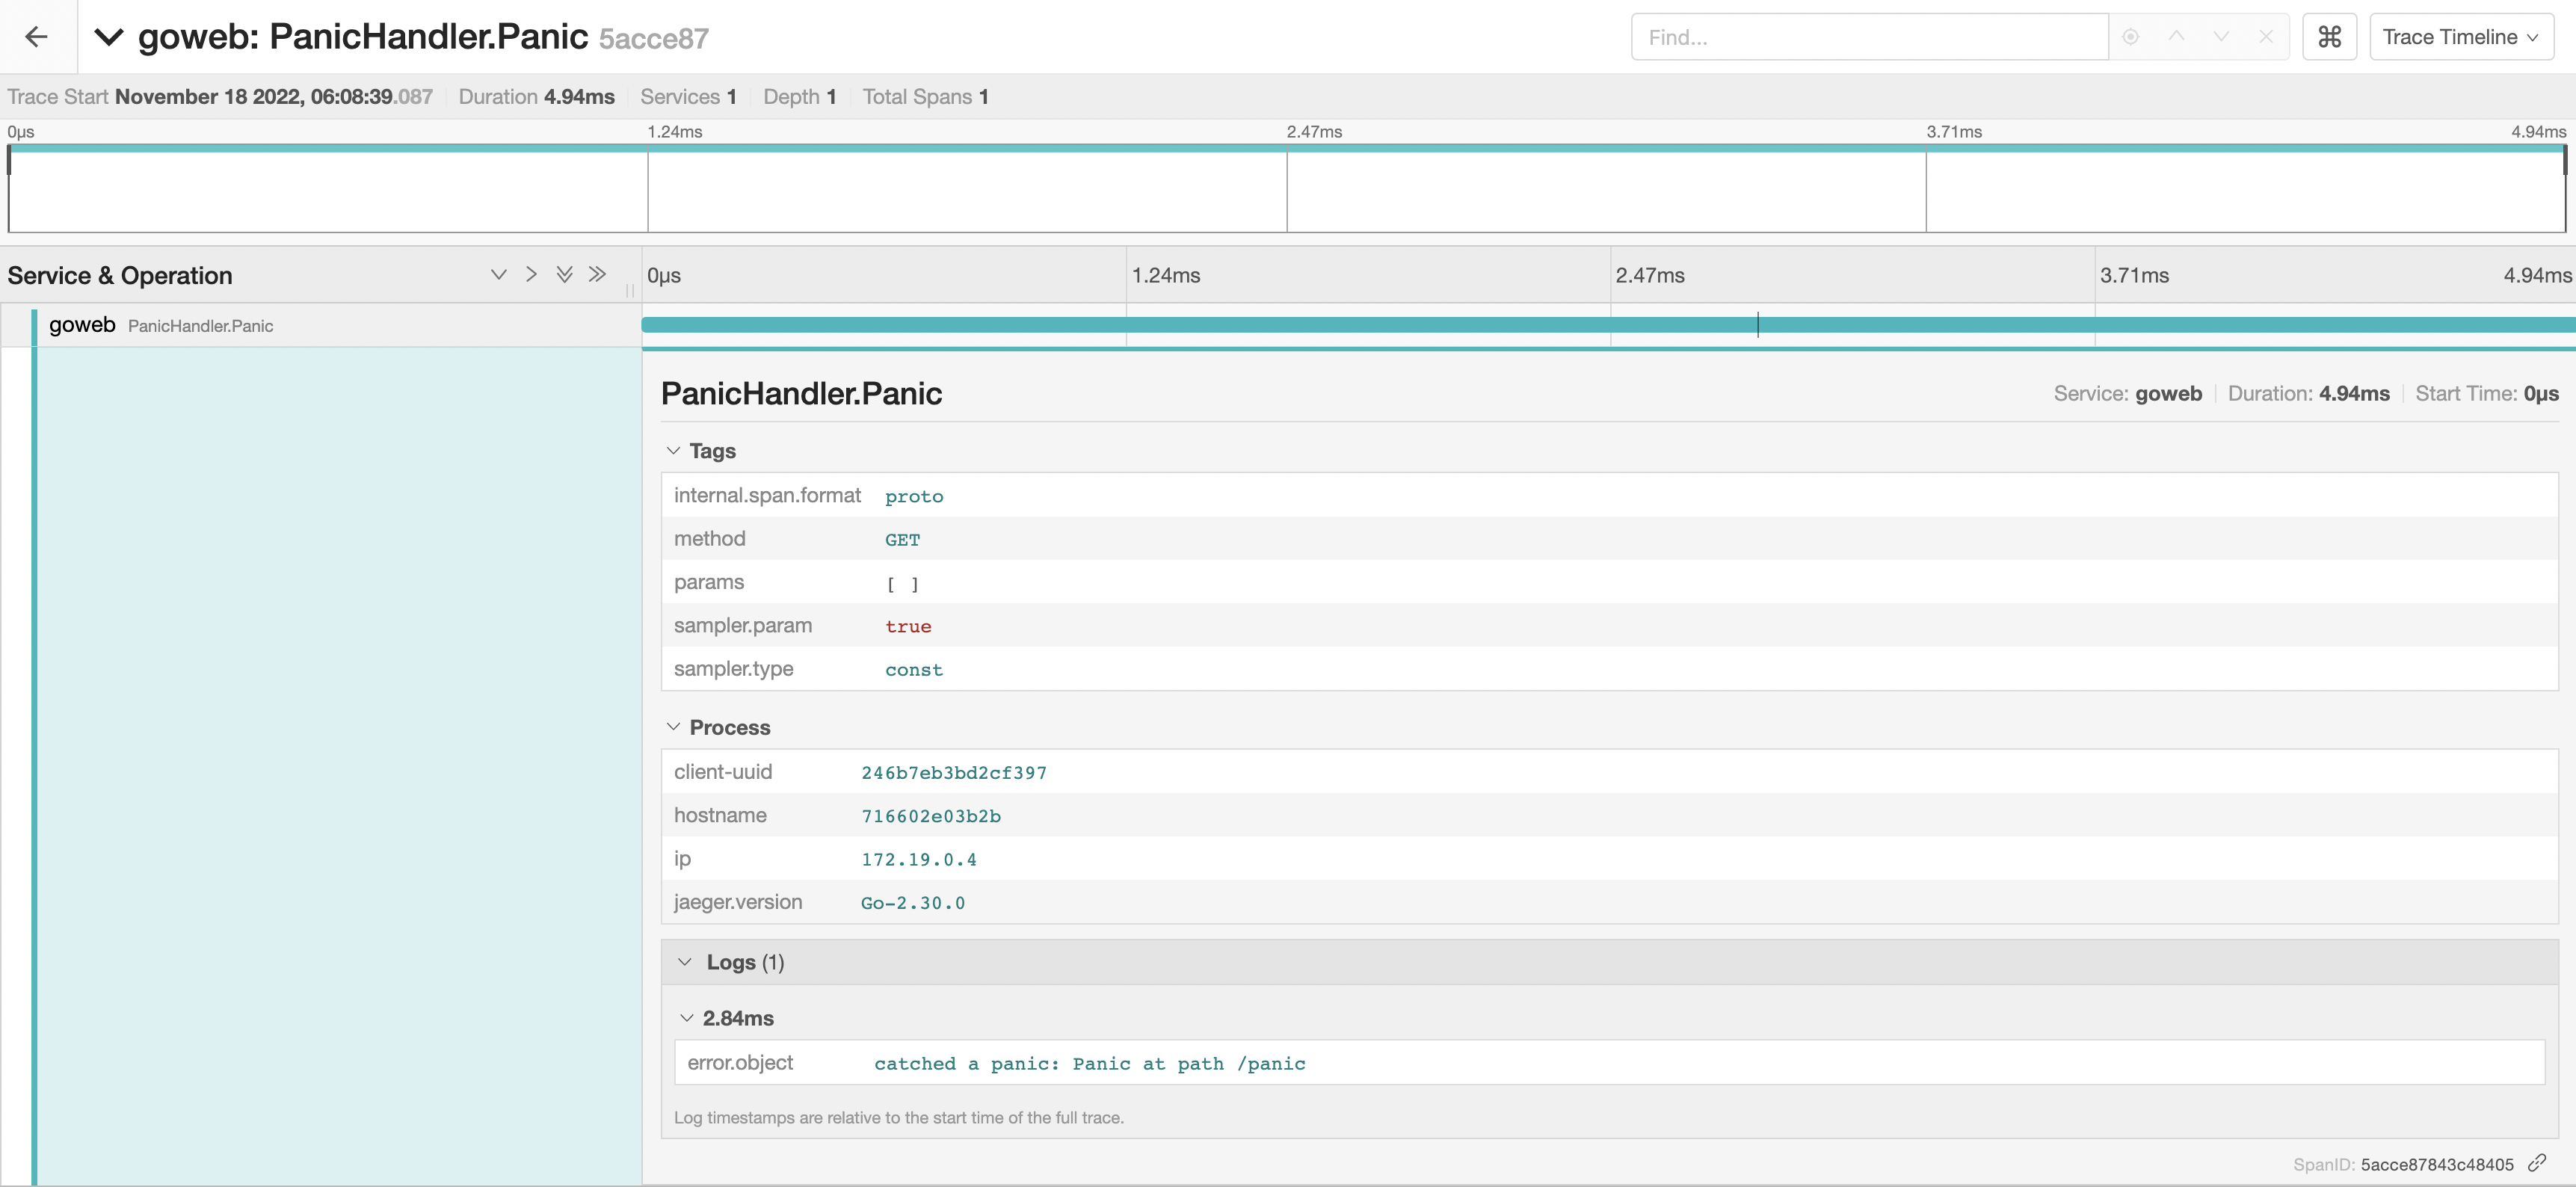 goweb: PanicHandler.Panic 5acce87
Find...
⌘
Trace Timeline
Trace Start November 18 2022, 06:08:39.087 Duration 4.94ms Services 1 Depth 1 Total Spans 1
0μs 1.24ms 2.47ms 3.71ms 4.94ms
Service & Operation 0μs 1.24ms 2.47ms 3.71ms 4.94ms
goweb PanicHandler.Panic
PanicHandler.Panic Service: goweb Duration: 4.94ms Start Time: 0μs
Tags
internal.span.format proto
method GET
params [ ]
sampler.param true
sampler.type const
Process
client-uuid 246b7eb3bd2cf397
hostname 716602e03b2b
ip 172.19.0.4
jaeger.version Go-2.30.0
Logs (1)
2.84ms
error.object catched a panic: Panic at path /panic
Log timestamps are relative to the start time of the full trace.
SpanID: 5acce87843c48405